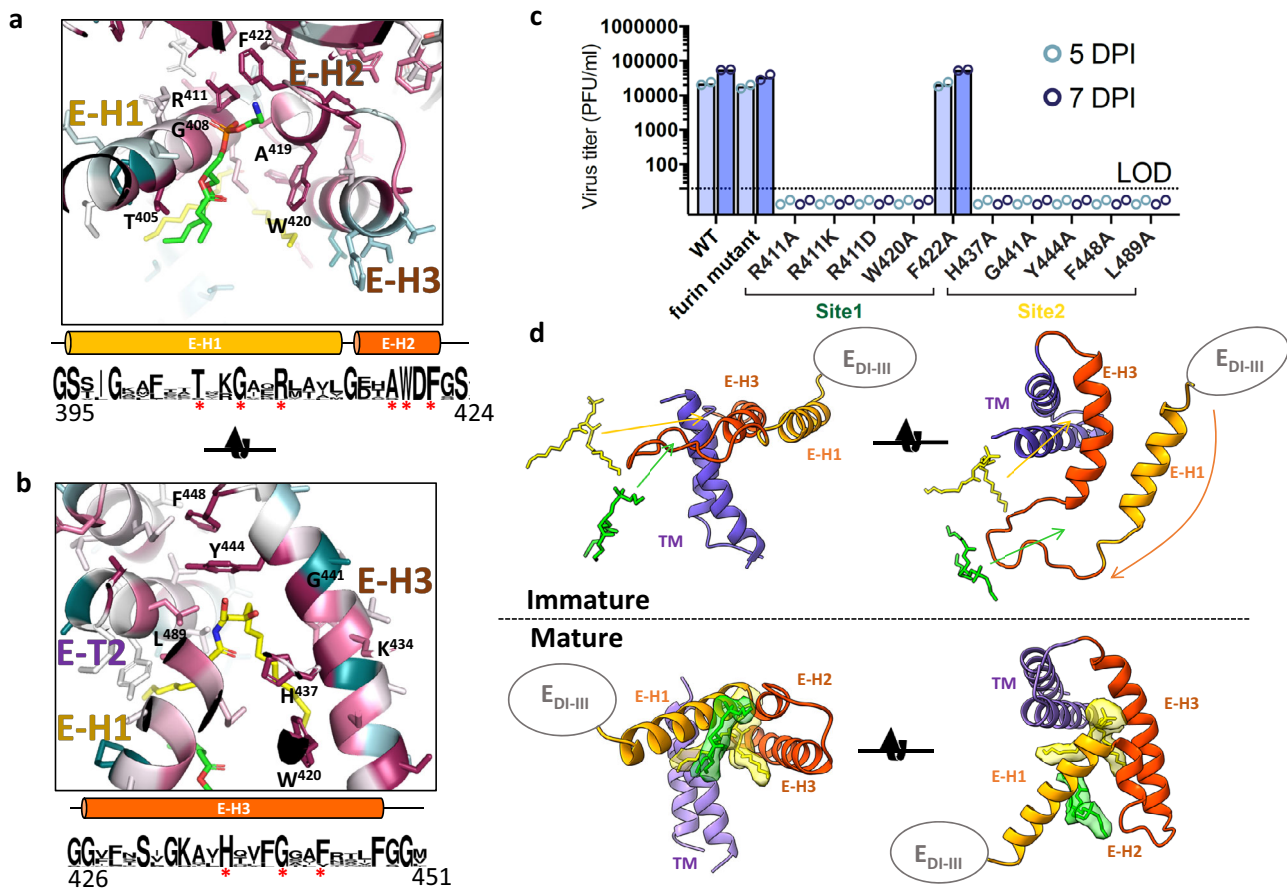 a
F422
E-H2
R411
E-H1
G408
A419
T405
W420
E-H3
E-H1 E-H2
395 424
* * * * * *
b
F448
Y444
G441
E-H3
L489
E-T2
K434
H437
E-H1
W420
E-H3
426 451
* * *
c
Virus titer (PFU/ml)
1000000
100000
10000
1000
100
5 DPI
7 DPI
LOD
WT
furin mutant
R411A
R411K
R411D
W420A
F422A
H437A
G441A
Y444A
F448A
L489A
Site1
Site2
d
E-H3
EDI-III
E-H1
TM
E-H3
EDI-III
TM
E-H1
Immature
Mature
EDI-III
E-H1
E-H2
E-H3
TM
TM
E-H3
E-H1
E-H2
EDI-III